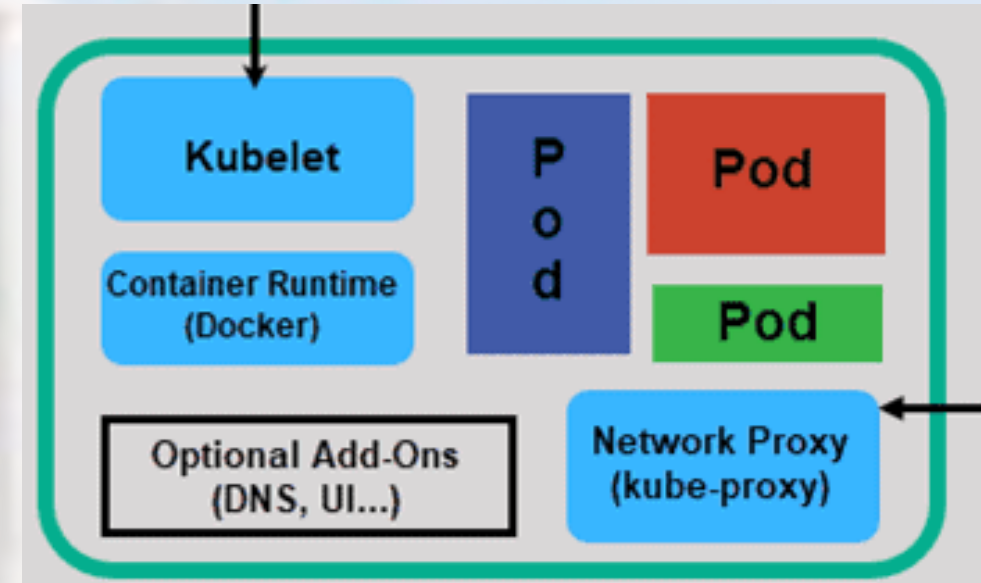 Kubelet
Container Runtime
(Docker)
P
o
d
Pod
Pod
Optional Add-Ons
(DNS, UI...)
Network Proxy
(kube-proxy)